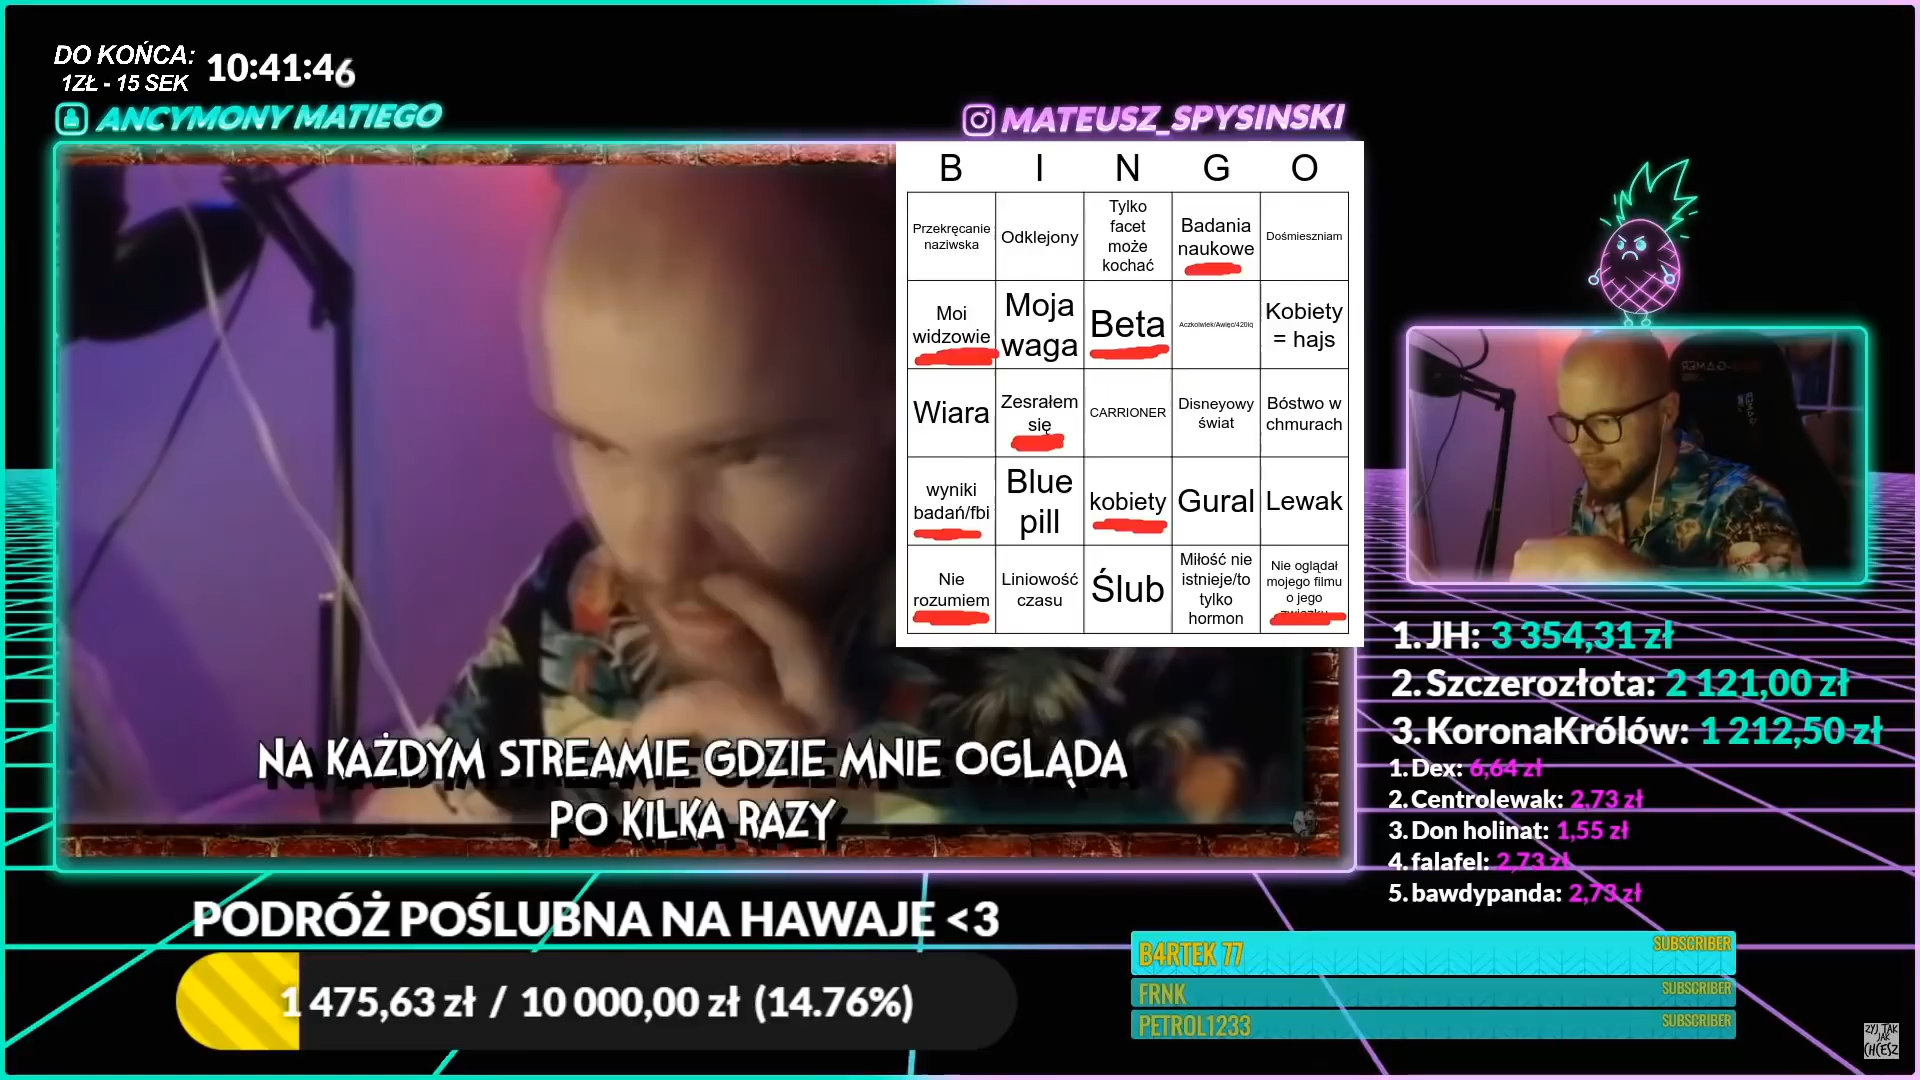 DO KOŃCA:
1ZŁ - 15 SEK
10:41:46
ANCYMONY MATIEGO
MATEUSZ_SPYSINSKI
B I N G O
Przekręcanie
naziwska
Odklejony
Tylko
facet
może
kochać
Badania
naukowe
Dośmieszniam
Moi
widzowie
Moja
waga
Beta
Aczkolwiek/Awięc/420iq
Kobiety
= hajs
Wiara
Zesrałem
się
CARRIONER
Disneyowy
świat
Bóstwo w
chmurach
wyniki
badań/fbi
Blue
pill
kobiety
Gural
Lewak
Nie
rozumiem
Liniowość
czasu
Ślub
Miłość nie
istnieje/to
tylko
hormon
Nie oglądał
mojego filmu
o jego
NA KAŻDYM STREAMIE GDZIE MNIE OGLĄDA
PO KILKA RAZY
1. JH: 3 354,31 zł
2. Szczerozłota: 2 121,00 zł
3. KoronaKrólów: 1 212,50 zł
1. Dex: 6,64 zł
2. Centrolewak: 2,73 zł
3. Don holinat: 1,55 zł
4. falafel: 2,73 zł
5. bawdypanda: 2,73 zł
PODRÓŻ POŚLUBNA NA HAWAJE <3
1 475,63 zł / 10 000,00 zł (14.76%)
B4RTEK 77 SUBSCRIBER
FRNK SUBSCRIBER
PETROL1233 SUBSCRIBER
ŻYJ TAK
JAK
CHCESZ